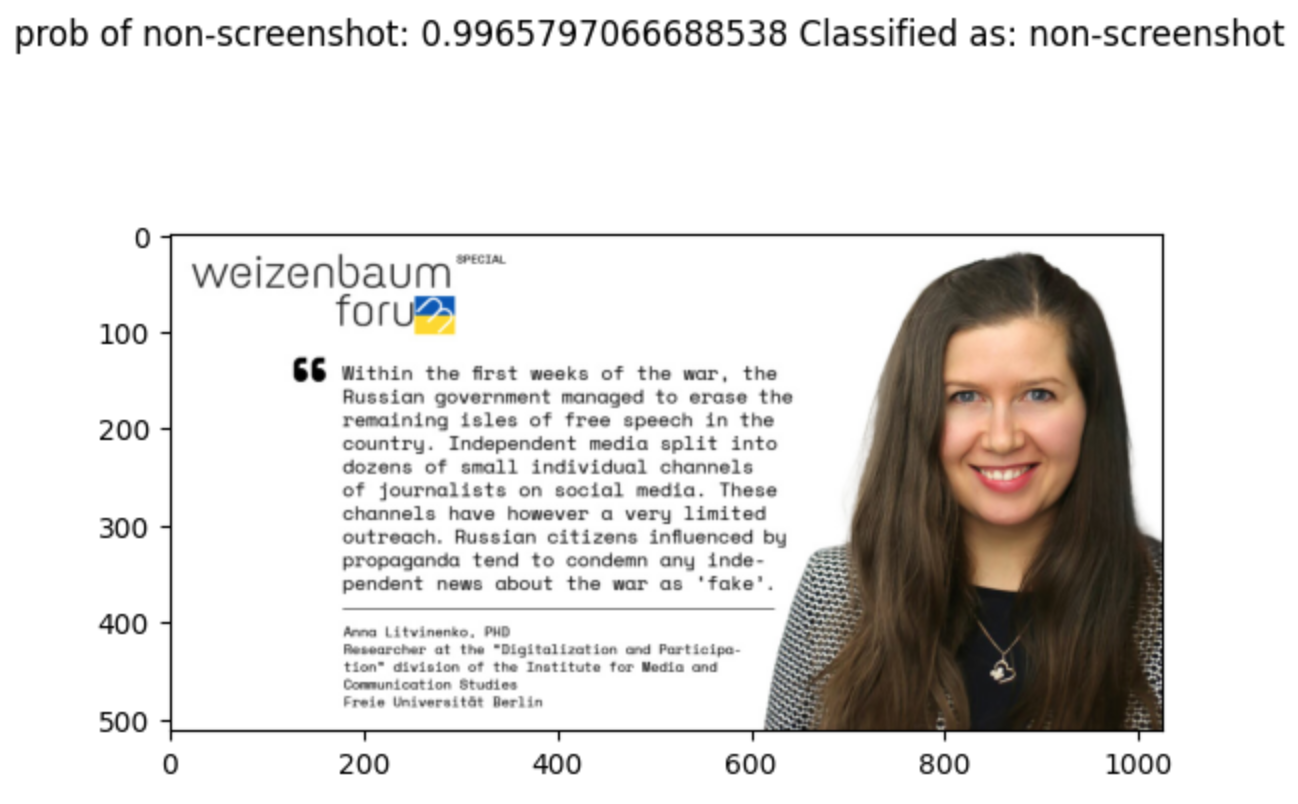 prob of non-screenshot: 0.9965797066688538 Classified as: non-screenshot
0
100
200
300
400
500
0 200 400 600 800 1000
weizenbaum SPECIAL
forum
“ Within the first weeks of the war, the
Russian government managed to erase the
remaining isles of free speech in the
country. Independent media split into
dozens of small individual channels
of journalists on social media. These
channels have however a very limited
outreach. Russian citizens influenced by
propaganda tend to condemn any inde-
pendent news about the war as 'fake'.
Anna Litvinenko, PHD
Researcher at the "Digitalization and Participa-
tion" division of the Institute for Media and
Communication Studies
Freie Universität Berlin